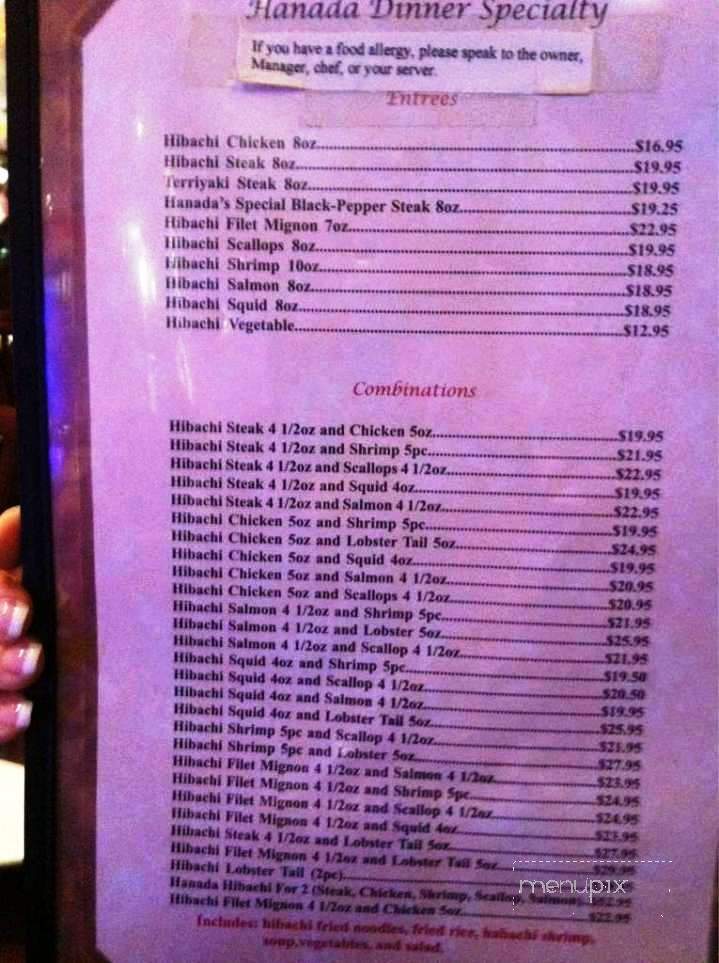 Hanada Dinner Specialty
If you have a food allergy, please speak to the owner,
Manager, chef, or your server.
Entrees
Hibachi Chicken 8oz $16.95
Hibachi Steak 8oz $19.95
Terriyaki Steak 8oz $19.95
Hanada's Special Black-Pepper Steak 8oz $19.25
Hibachi Filet Mignon 7oz $22.95
Hibachi Scallops 8oz $19.95
Hibachi Shrimp 10oz $18.95
Hibachi Salmon 8oz $18.95
Hibachi Squid 8oz $18.95
Hibachi Vegetable $12.95
Combinations
Hibachi Steak 4 1/2oz and Chicken 5oz $19.95
Hibachi Steak 4 1/2oz and Shrimp 5pc $21.95
Hibachi Steak 4 1/2oz and Scallops 4 1/2oz $22.95
Hibachi Steak 4 1/2oz and Squid 4oz $19.95
Hibachi Steak 4 1/2oz and Salmon 4 1/2oz $22.95
Hibachi Chicken 5oz and Shrimp 5pc $19.95
Hibachi Chicken 5oz and Lobster Tail 5oz $24.95
Hibachi Chicken 5oz and Squid 4oz $19.95
Hibachi Chicken 5oz and Salmon 4 1/2oz $20.95
Hibachi Chicken 5oz and Scallops 4 1/2oz $20.95
Hibachi Salmon 4 1/2oz and Shrimp 5pc $21.95
Hibachi Salmon 4 1/2oz and Lobster 5oz $25.95
Hibachi Salmon 4 1/2oz and Scallop 4 1/2oz $21.95
Hibachi Squid 4oz and Shrimp 5pc $19.50
Hibachi Squid 4oz and Scallop 4 1/2oz $20.50
Hibachi Squid 4oz and Salmon 4 1/2oz $19.95
Hibachi Squid 4oz and Lobster Tail 5oz $25.95
Hibachi Shrimp 5pc and Scallop 4 1/2oz $21.95
Hibachi Shrimp 5pc and Lobster 5oz $27.95
Hibachi Filet Mignon 4 1/2oz and Salmon 4 1/2oz $23.95
Hibachi Filet Mignon 4 1/2oz and Shrimp 5pc $24.95
Hibachi Filet Mignon 4 1/2oz and Scallop 4 1/2oz $24.95
Hibachi Filet Mignon 4 1/2oz and Squid 4oz $23.95
Hibachi Steak 4 1/2oz and Lobster Tail 5oz $27.95
Hibachi Filet Mignon 4 1/2oz and Lobster Tail 5oz $29.95
Hibachi Lobster Tail (2pc)
Hanada Hibachi For 2 (Steak, Chicken, Shrimp, Scallop, Salmon)
Hibachi Filet Mignon 4 1/2oz and Chicken 5oz $22.95
Includes: hibachi fried noodles, fried rice, habachi shrimp,
soup,vegetables, and salad.
menupix